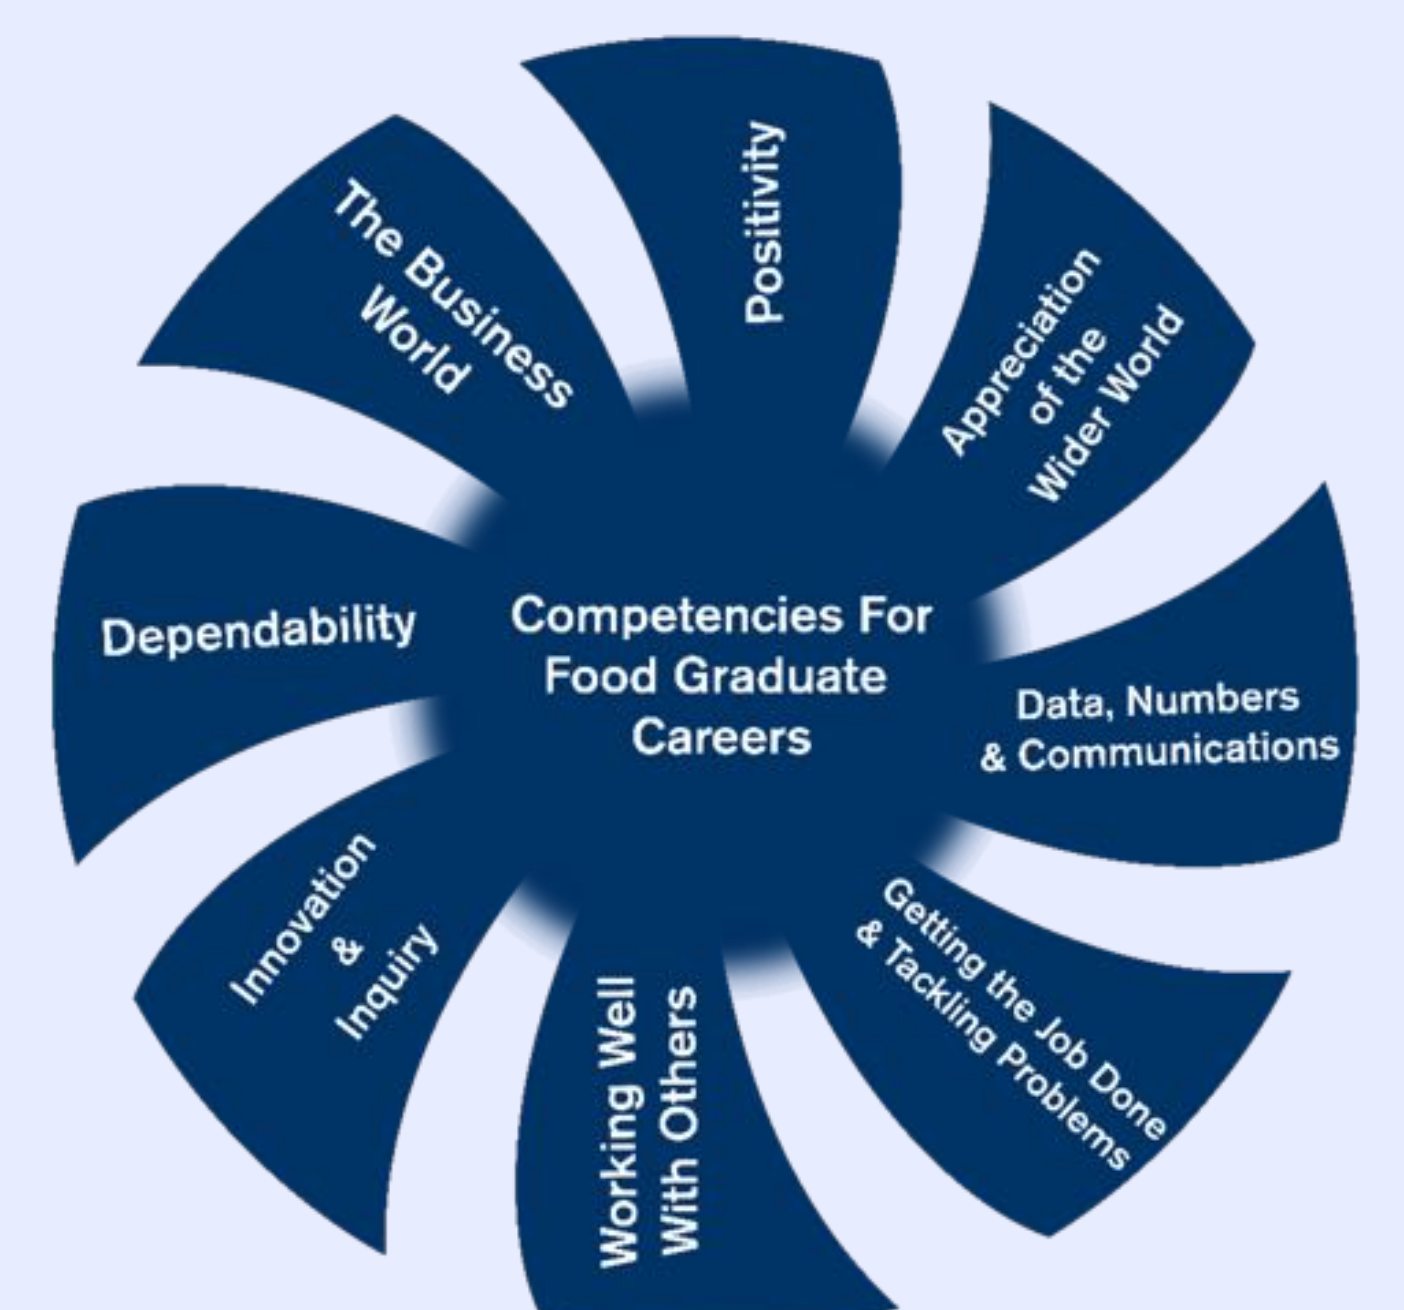 Positivity
Appreciation
of the
Wider World
Data, Numbers
& Communications
Getting the Job Done
& Tackling Problems
Working Well
With Others
Innovation
&
Inquiry
Dependability
The Business
World
Competencies For
Food Graduate
Careers